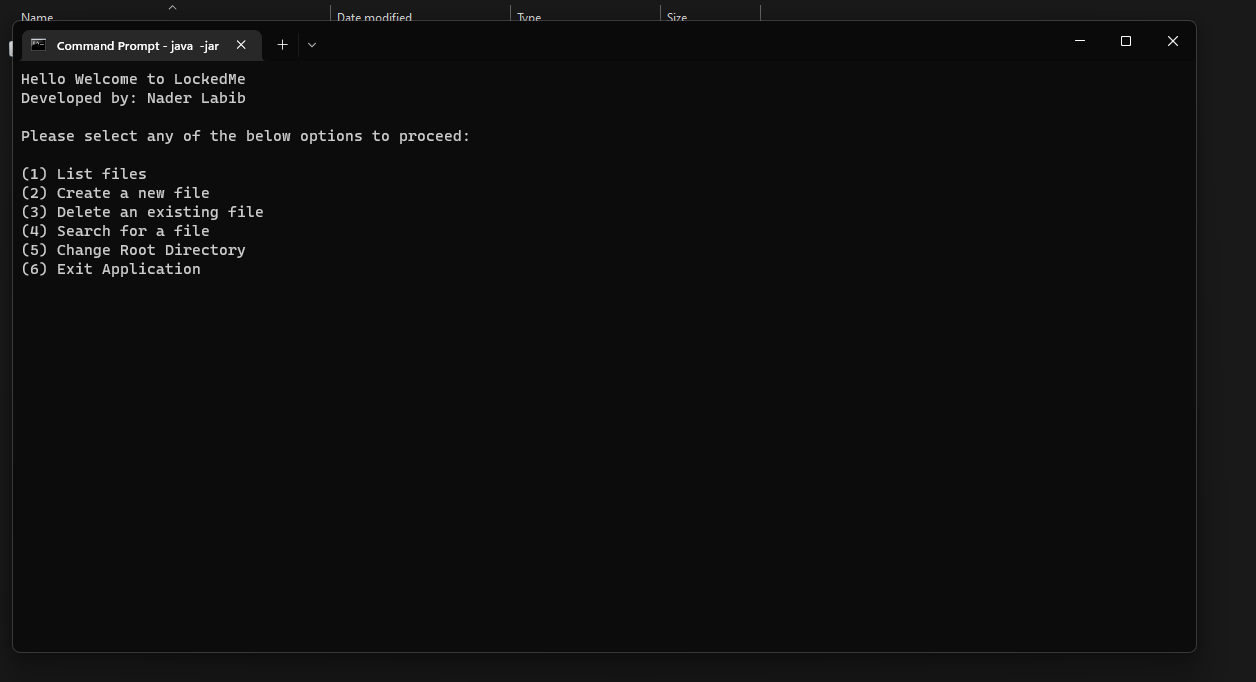 Name Date modified Type Size
Command Prompt - java -jar
Hello Welcome to LockedMe
Developed by: Nader Labib
Please select any of the below options to proceed:
(1) List files
(2) Create a new file
(3) Delete an existing file
(4) Search for a file
(5) Change Root Directory
(6) Exit Application